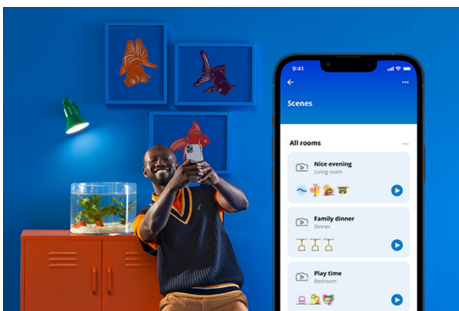 9:41
Scenes
All rooms
Nice evening
Living room
Family dinner
Dinner
Play time
Bedroom